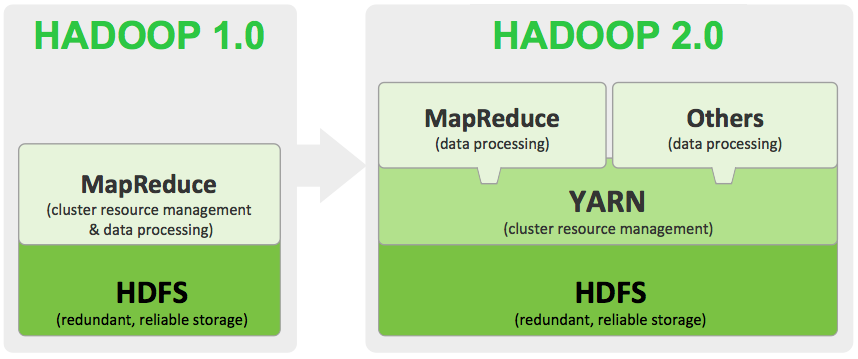 HADOOP 1.0
MapReduce
(cluster resource management
& data processing)
HDFS
(redundant, reliable storage)
HADOOP 2.0
MapReduce
(data processing)
Others
(data processing)
YARN
(cluster resource management)
HDFS
(redundant, reliable storage)